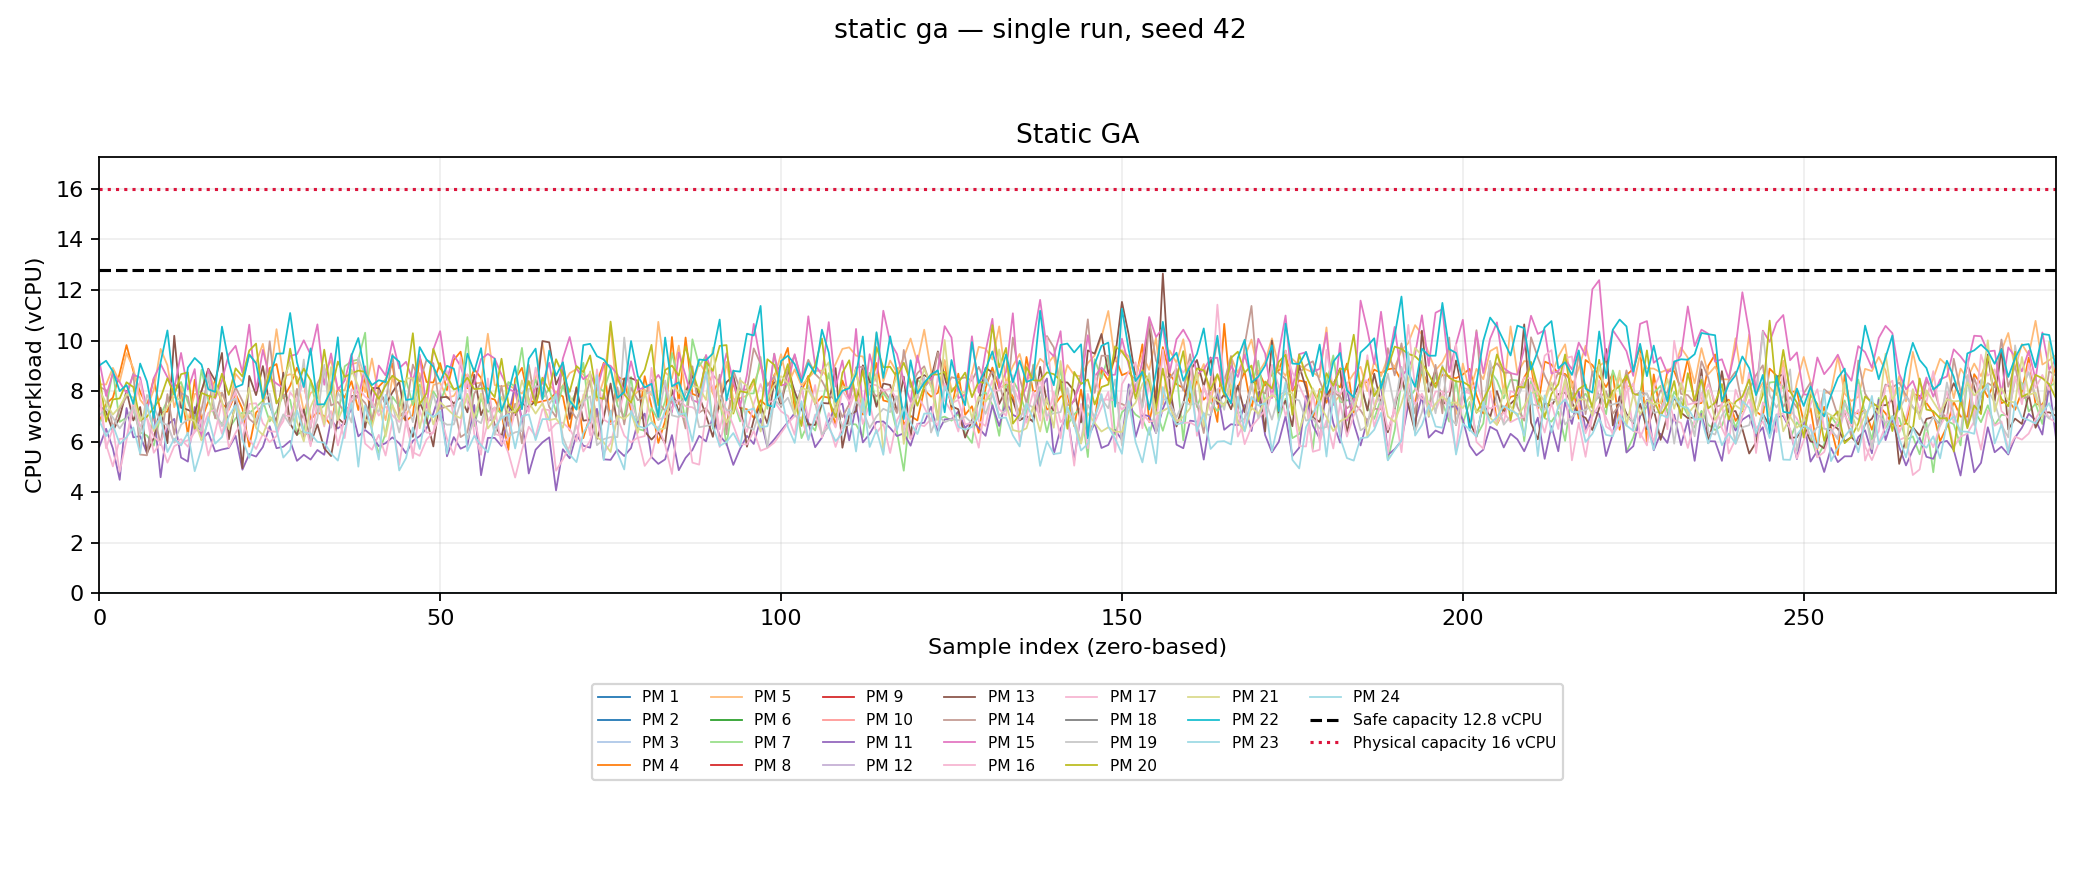 static ga — single run, seed 42
Static GA
CPU workload (vCPU)
16
14
12
10
8
6
4
2
0
0 50 100 150 200 250
Sample index (zero-based)
PM 1 PM 5 PM 9 PM 13 PM 17 PM 21 PM 24
PM 2 PM 6 PM 10 PM 14 PM 18 PM 22 Safe capacity 12.8 vCPU
PM 3 PM 7 PM 11 PM 15 PM 19 PM 23 Physical capacity 16 vCPU
PM 4 PM 8 PM 12 PM 16 PM 20